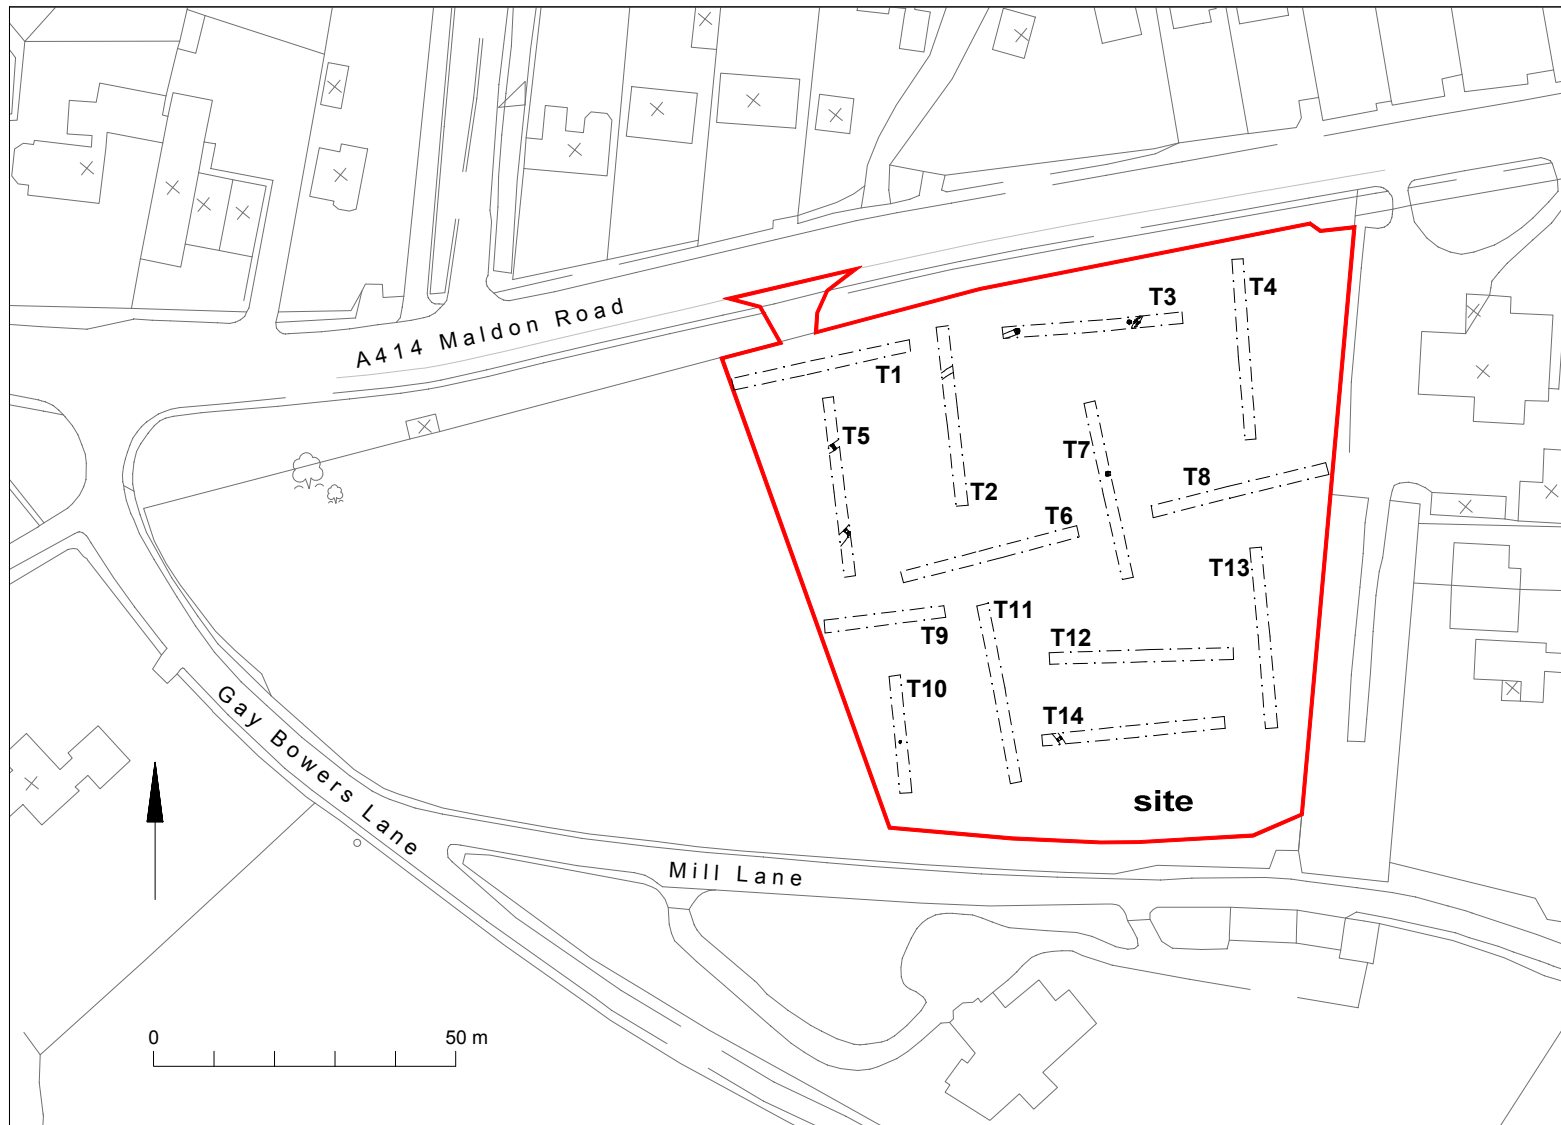 A414 Maldon Road
T1
T2
T3
T4
T5
T6
T7
T8
T9
T10
T11
T12
T13
T14
site
Gay Bowers Lane
Mill Lane
0 50 m